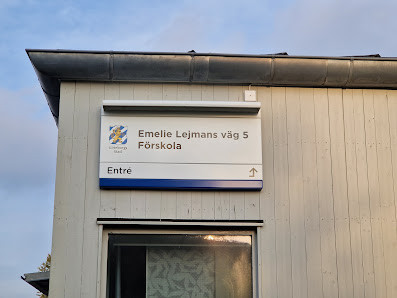 Emelie Lejmans väg 5
Förskola
Entré